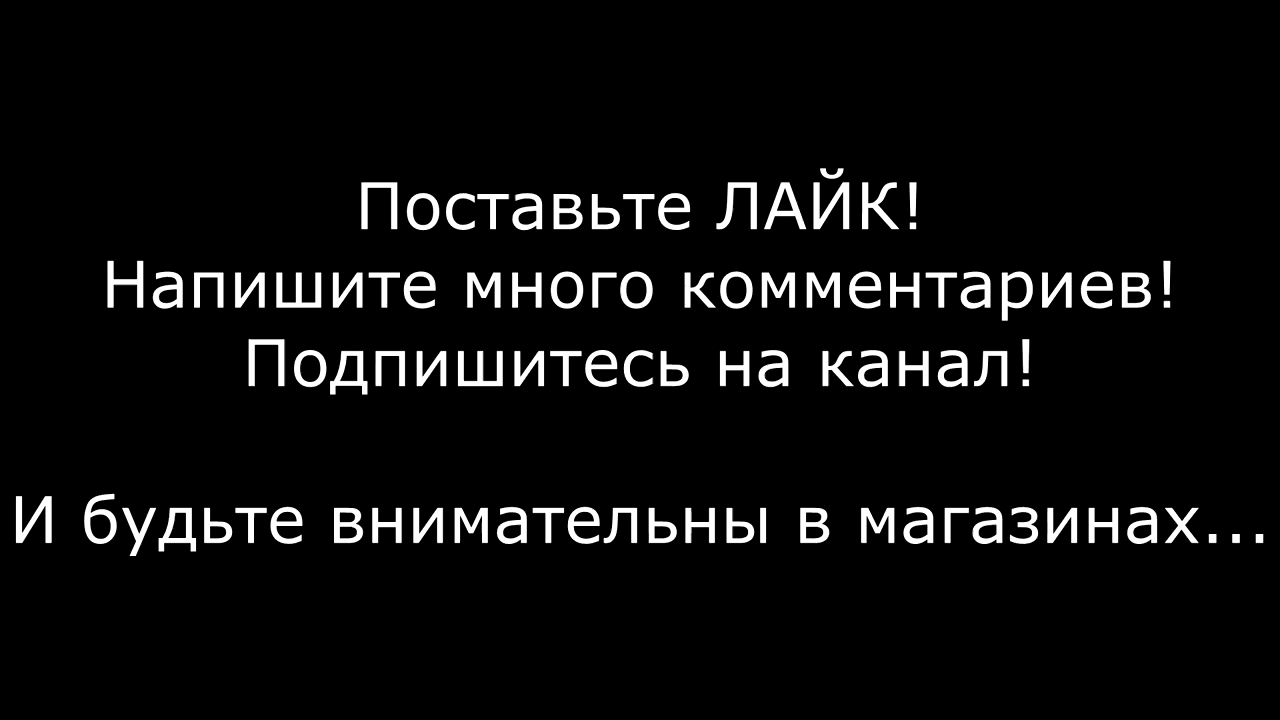 Поставьте ЛАЙК!
Напишите много комментариев!
Подпишитесь на канал!
И будьте внимательны в магазинах...